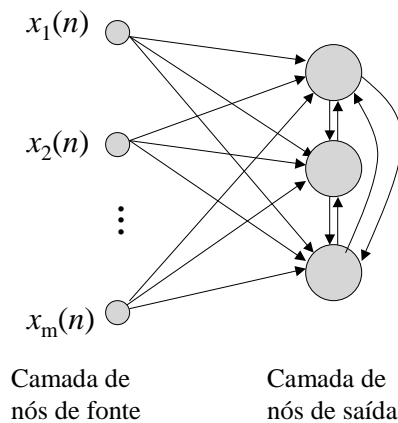 x₁(n)
x₂(n)
⋮
xₘ(n)
Camada de
nós de fonte
Camada de
nós de saída